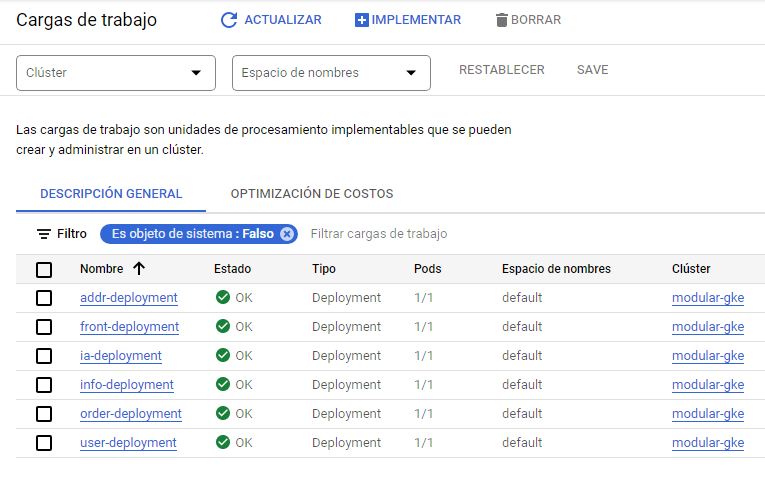 Cargas de trabajo ACTUALIZAR IMPLEMENTAR BORRAR
Clúster Espacio de nombres RESTABLECER SAVE
Las cargas de trabajo son unidades de procesamiento implementables que se pueden
crear y administrar en un clúster.
DESCRIPCIÓN GENERAL OPTIMIZACIÓN DE COSTOS
Filtro Es objeto de sistema : Falso Filtrar cargas de trabajo
Nombre Estado Tipo Pods Espacio de nombres Clúster
addr-deployment OK Deployment 1/1 default modular-gke
front-deployment OK Deployment 1/1 default modular-gke
ia-deployment OK Deployment 1/1 default modular-gke
info-deployment OK Deployment 1/1 default modular-gke
order-deployment OK Deployment 1/1 default modular-gke
user-deployment OK Deployment 1/1 default modular-gke